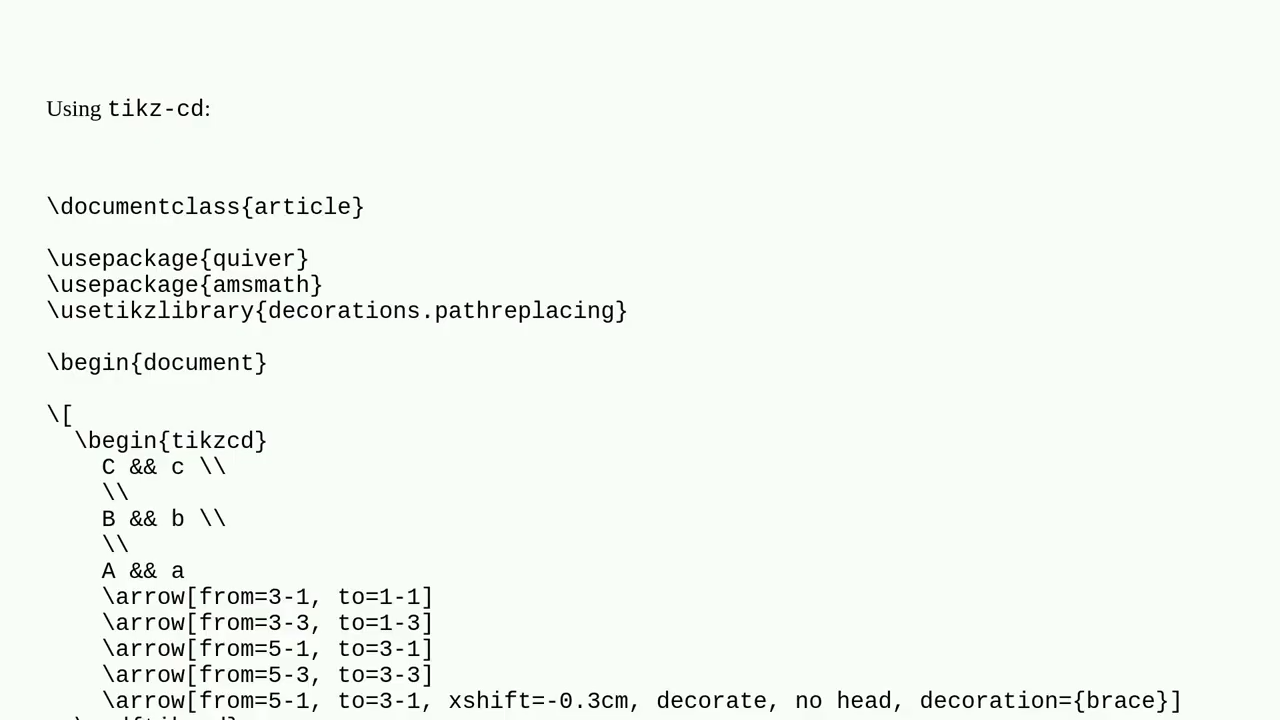 Using tikz-cd:
\documentclass{article}
\usepackage{quiver}
\usepackage{amsmath}
\usetikzlibrary{decorations.pathreplacing}
\begin{document}
\[
  \begin{tikzcd}
    C && c \\
    \\
    B && b \\
    \\
    A && a
    \arrow[from=3-1, to=1-1]
    \arrow[from=3-3, to=1-3]
    \arrow[from=5-1, to=3-1]
    \arrow[from=5-3, to=3-3]
    \arrow[from=5-1, to=3-1, xshift=-0.3cm, decorate, no head, decoration={brace}]